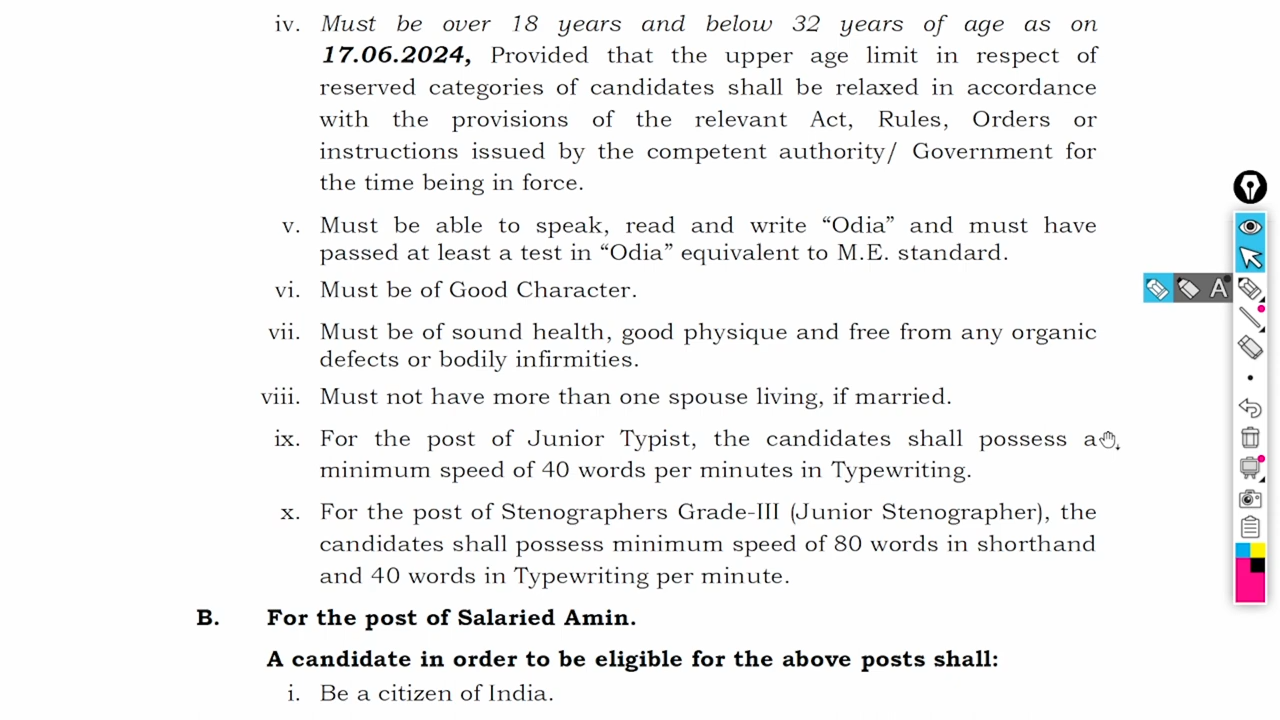 iv. Must be over 18 years and below 32 years of age as on
17.06.2024, Provided that the upper age limit in respect of
reserved categories of candidates shall be relaxed in accordance
with the provisions of the relevant Act, Rules, Orders or
instructions issued by the competent authority/ Government for
the time being in force.
v. Must be able to speak, read and write “Odia” and must have
passed at least a test in “Odia” equivalent to M.E. standard.
vi. Must be of Good Character.
vii. Must be of sound health, good physique and free from any organic
defects or bodily infirmities.
viii. Must not have more than one spouse living, if married.
ix. For the post of Junior Typist, the candidates shall possess a
minimum speed of 40 words per minutes in Typewriting.
x. For the post of Stenographers Grade-III (Junior Stenographer), the
candidates shall possess minimum speed of 80 words in shorthand
and 40 words in Typewriting per minute.
B. For the post of Salaried Amin.
A candidate in order to be eligible for the above posts shall:
i. Be a citizen of India.
A